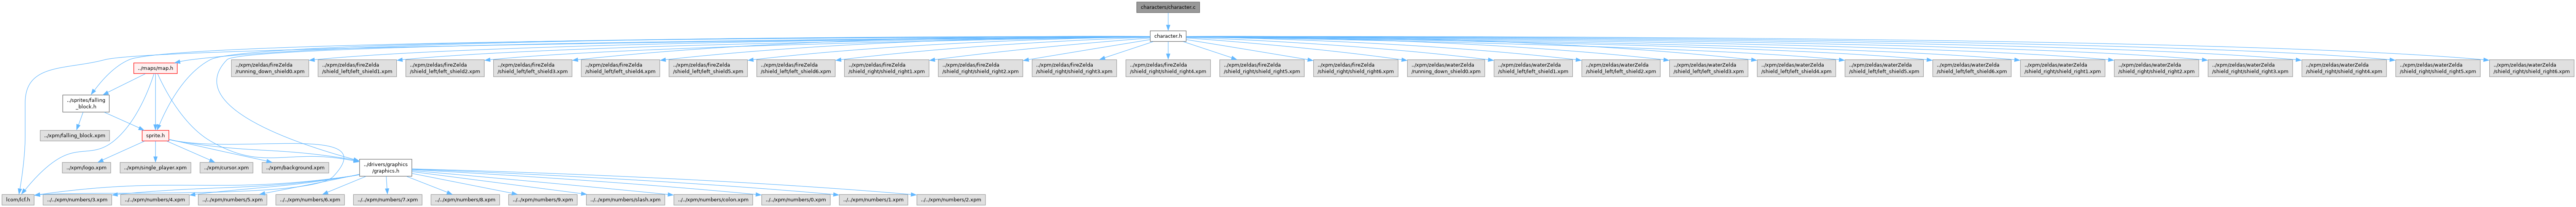 characters/character.c
character.h
../maps/map.h
../xpm/zeldas/fireZelda
/running_down_shield0.xpm
../xpm/zeldas/fireZelda
/shield_left/left_shield1.xpm
../xpm/zeldas/fireZelda
/shield_left/left_shield2.xpm
../xpm/zeldas/fireZelda
/shield_left/left_shield3.xpm
../xpm/zeldas/fireZelda
/shield_left/left_shield4.xpm
../xpm/zeldas/fireZelda
/shield_left/left_shield5.xpm
../xpm/zeldas/fireZelda
/shield_left/left_shield6.xpm
../xpm/zeldas/fireZelda
/shield_right/shield_right1.xpm
../xpm/zeldas/fireZelda
/shield_right/shield_right2.xpm
../xpm/zeldas/fireZelda
/shield_right/shield_right3.xpm
../xpm/zeldas/fireZelda
/shield_right/shield_right4.xpm
../xpm/zeldas/fireZelda
/shield_right/shield_right5.xpm
../xpm/zeldas/fireZelda
/shield_right/shield_right6.xpm
../xpm/zeldas/waterZelda
/running_down_shield0.xpm
../xpm/zeldas/waterZelda
/shield_left/left_shield1.xpm
../xpm/zeldas/waterZelda
/shield_left/left_shield2.xpm
../xpm/zeldas/waterZelda
/shield_left/left_shield3.xpm
../xpm/zeldas/waterZelda
/shield_left/left_shield4.xpm
../xpm/zeldas/waterZelda
/shield_left/left_shield5.xpm
../xpm/zeldas/waterZelda
/shield_left/left_shield6.xpm
../xpm/zeldas/waterZelda
/shield_right/shield_right1.xpm
../xpm/zeldas/waterZelda
/shield_right/shield_right2.xpm
../xpm/zeldas/waterZelda
/shield_right/shield_right3.xpm
../xpm/zeldas/waterZelda
/shield_right/shield_right4.xpm
../xpm/zeldas/waterZelda
/shield_right/shield_right5.xpm
../xpm/zeldas/waterZelda
/shield_right/shield_right6.xpm
../sprites/falling
_block.h
../xpm/falling_block.xpm
sprite.h
../xpm/logo.xpm
../xpm/single_player.xpm
../xpm/cursor.xpm
../xpm/background.xpm
../drivers/graphics
/graphics.h
lcom/lcf.h
../../xpm/numbers/3.xpm
../../xpm/numbers/4.xpm
../../xpm/numbers/5.xpm
../../xpm/numbers/6.xpm
../../xpm/numbers/7.xpm
../../xpm/numbers/8.xpm
../../xpm/numbers/9.xpm
../../xpm/numbers/slash.xpm
../../xpm/numbers/colon.xpm
../../xpm/numbers/0.xpm
../../xpm/numbers/1.xpm
../../xpm/numbers/2.xpm